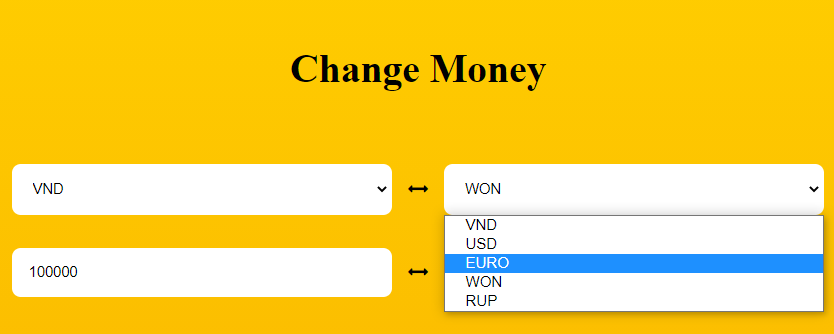 Change Money
VND
WON
VND
USD
EURO
WON
RUP
100000